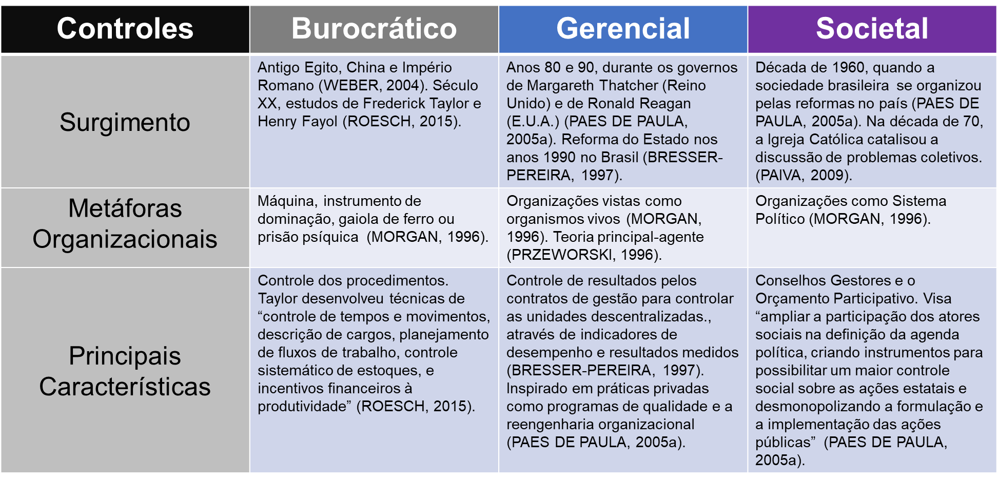 Controles
Burocrático
Gerencial
Societal
Surgimento
Antigo Egito, China e Império
Romano (WEBER, 2004). Século
XX, estudos de Frederick Taylor e
Henry Fayol (ROESCH, 2015).
Anos 80 e 90, durante os governos
de Margareth Thatcher (Reino
Unido) e de Ronald Reagan
(E.U.A.) (PAES DE PAULA,
2005a). Reforma do Estado nos
anos 1990 no Brasil (BRESSER-
PEREIRA, 1997).
Década de 1960, quando a
sociedade brasileira se organizou
pelas reformas no país (PAES DE
PAULA, 2005a). Na década de 70,
a Igreja Católica catalisou a
discussão de problemas coletivos.
(PAIVA, 2009).
Metáforas
Organizacionais
Máquina, instrumento de
dominação, gaiola de ferro ou
prisão psíquica (MORGAN, 1996).
Organizações vistas como
organismos vivos (MORGAN,
1996). Teoria principal-agente
(PRZEWORSKI, 1996).
Organizações como Sistema
Político (MORGAN, 1996).
Principais
Características
Controle dos procedimentos.
Taylor desenvolveu técnicas de
“controle de tempos e movimentos,
descrição de cargos, planejamento
de fluxos de trabalho, controle
sistemático de estoques, e
incentivos financeiros à
produtividade” (ROESCH, 2015).
Controle de resultados pelos
contratos de gestão para controlar
as unidades descentralizadas.,
através de indicadores de
desempenho e resultados medidos
(BRESSER-PEREIRA, 1997).
Inspirado em práticas privadas
como programas de qualidade e a
reengenharia organizacional
(PAES DE PAULA, 2005a).
Conselhos Gestores e o
Orçamento Participativo. Visa
“ampliar a participação dos atores
sociais na definição da agenda
política, criando instrumentos para
possibilitar um maior controle
social sobre as ações estatais e
desmonopolizando a formulação e
a implementação das ações
públicas” (PAES DE PAULA,
2005a).